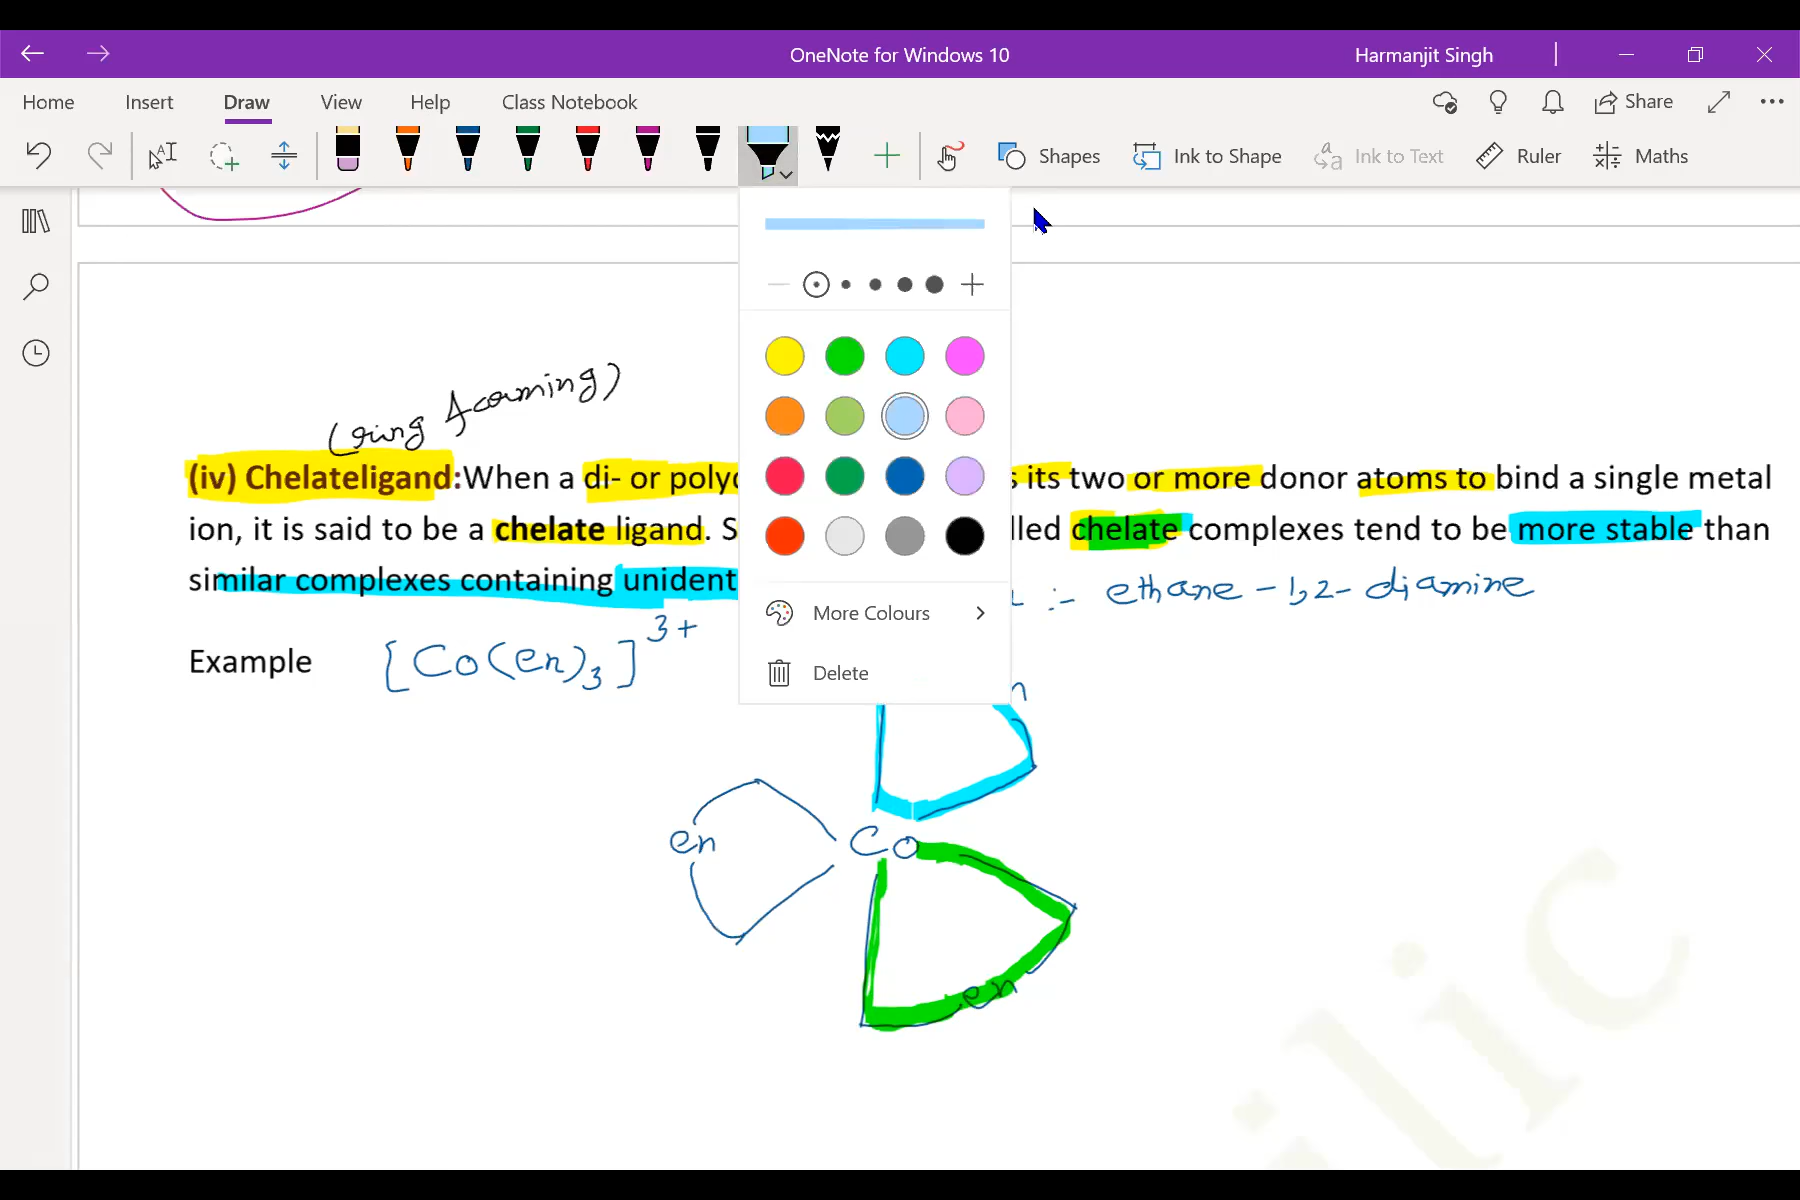 OneNote for Windows 10
Harmanjit Singh
Home Insert Draw View Help Class Notebook
Share
Shapes Ink to Shape Ink to Text Ruler Maths
(ring forming)
(iv) Chelateligand:When a di- or poly s its two or more donor atoms to bind a single metal
ion, it is said to be a chelate ligand. S lled chelate complexes tend to be more stable than
similar complexes containing unident
:- ethane-1,2-diamine
More Colours
Example [Co(en)3]3+
Delete
n
en
Co
en
ilic